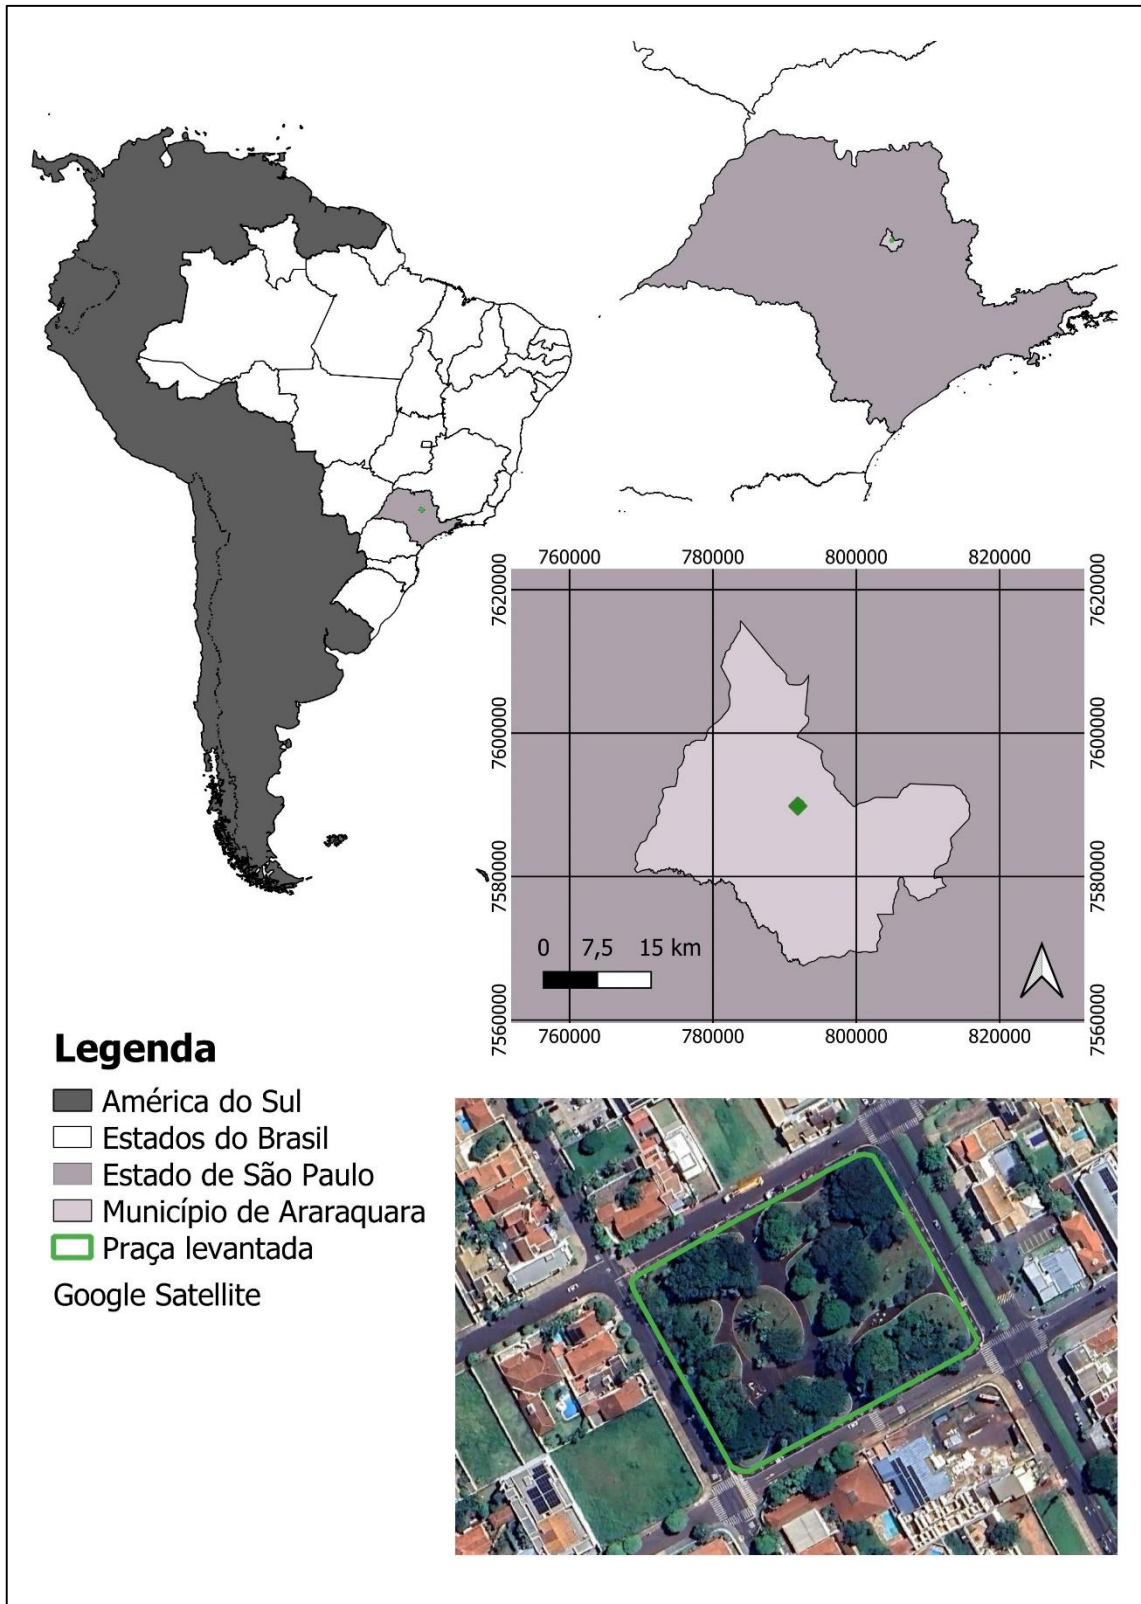 760000 780000 800000 820000
7620000 7620000
7600000 7600000
7580000 7580000
0 7,5 15 km
7560000 7560000
760000 780000 800000 820000
Legenda
América do Sul
Estados do Brasil
Estado de São Paulo
Município de Araraquara
Praça levantada
Google Satellite